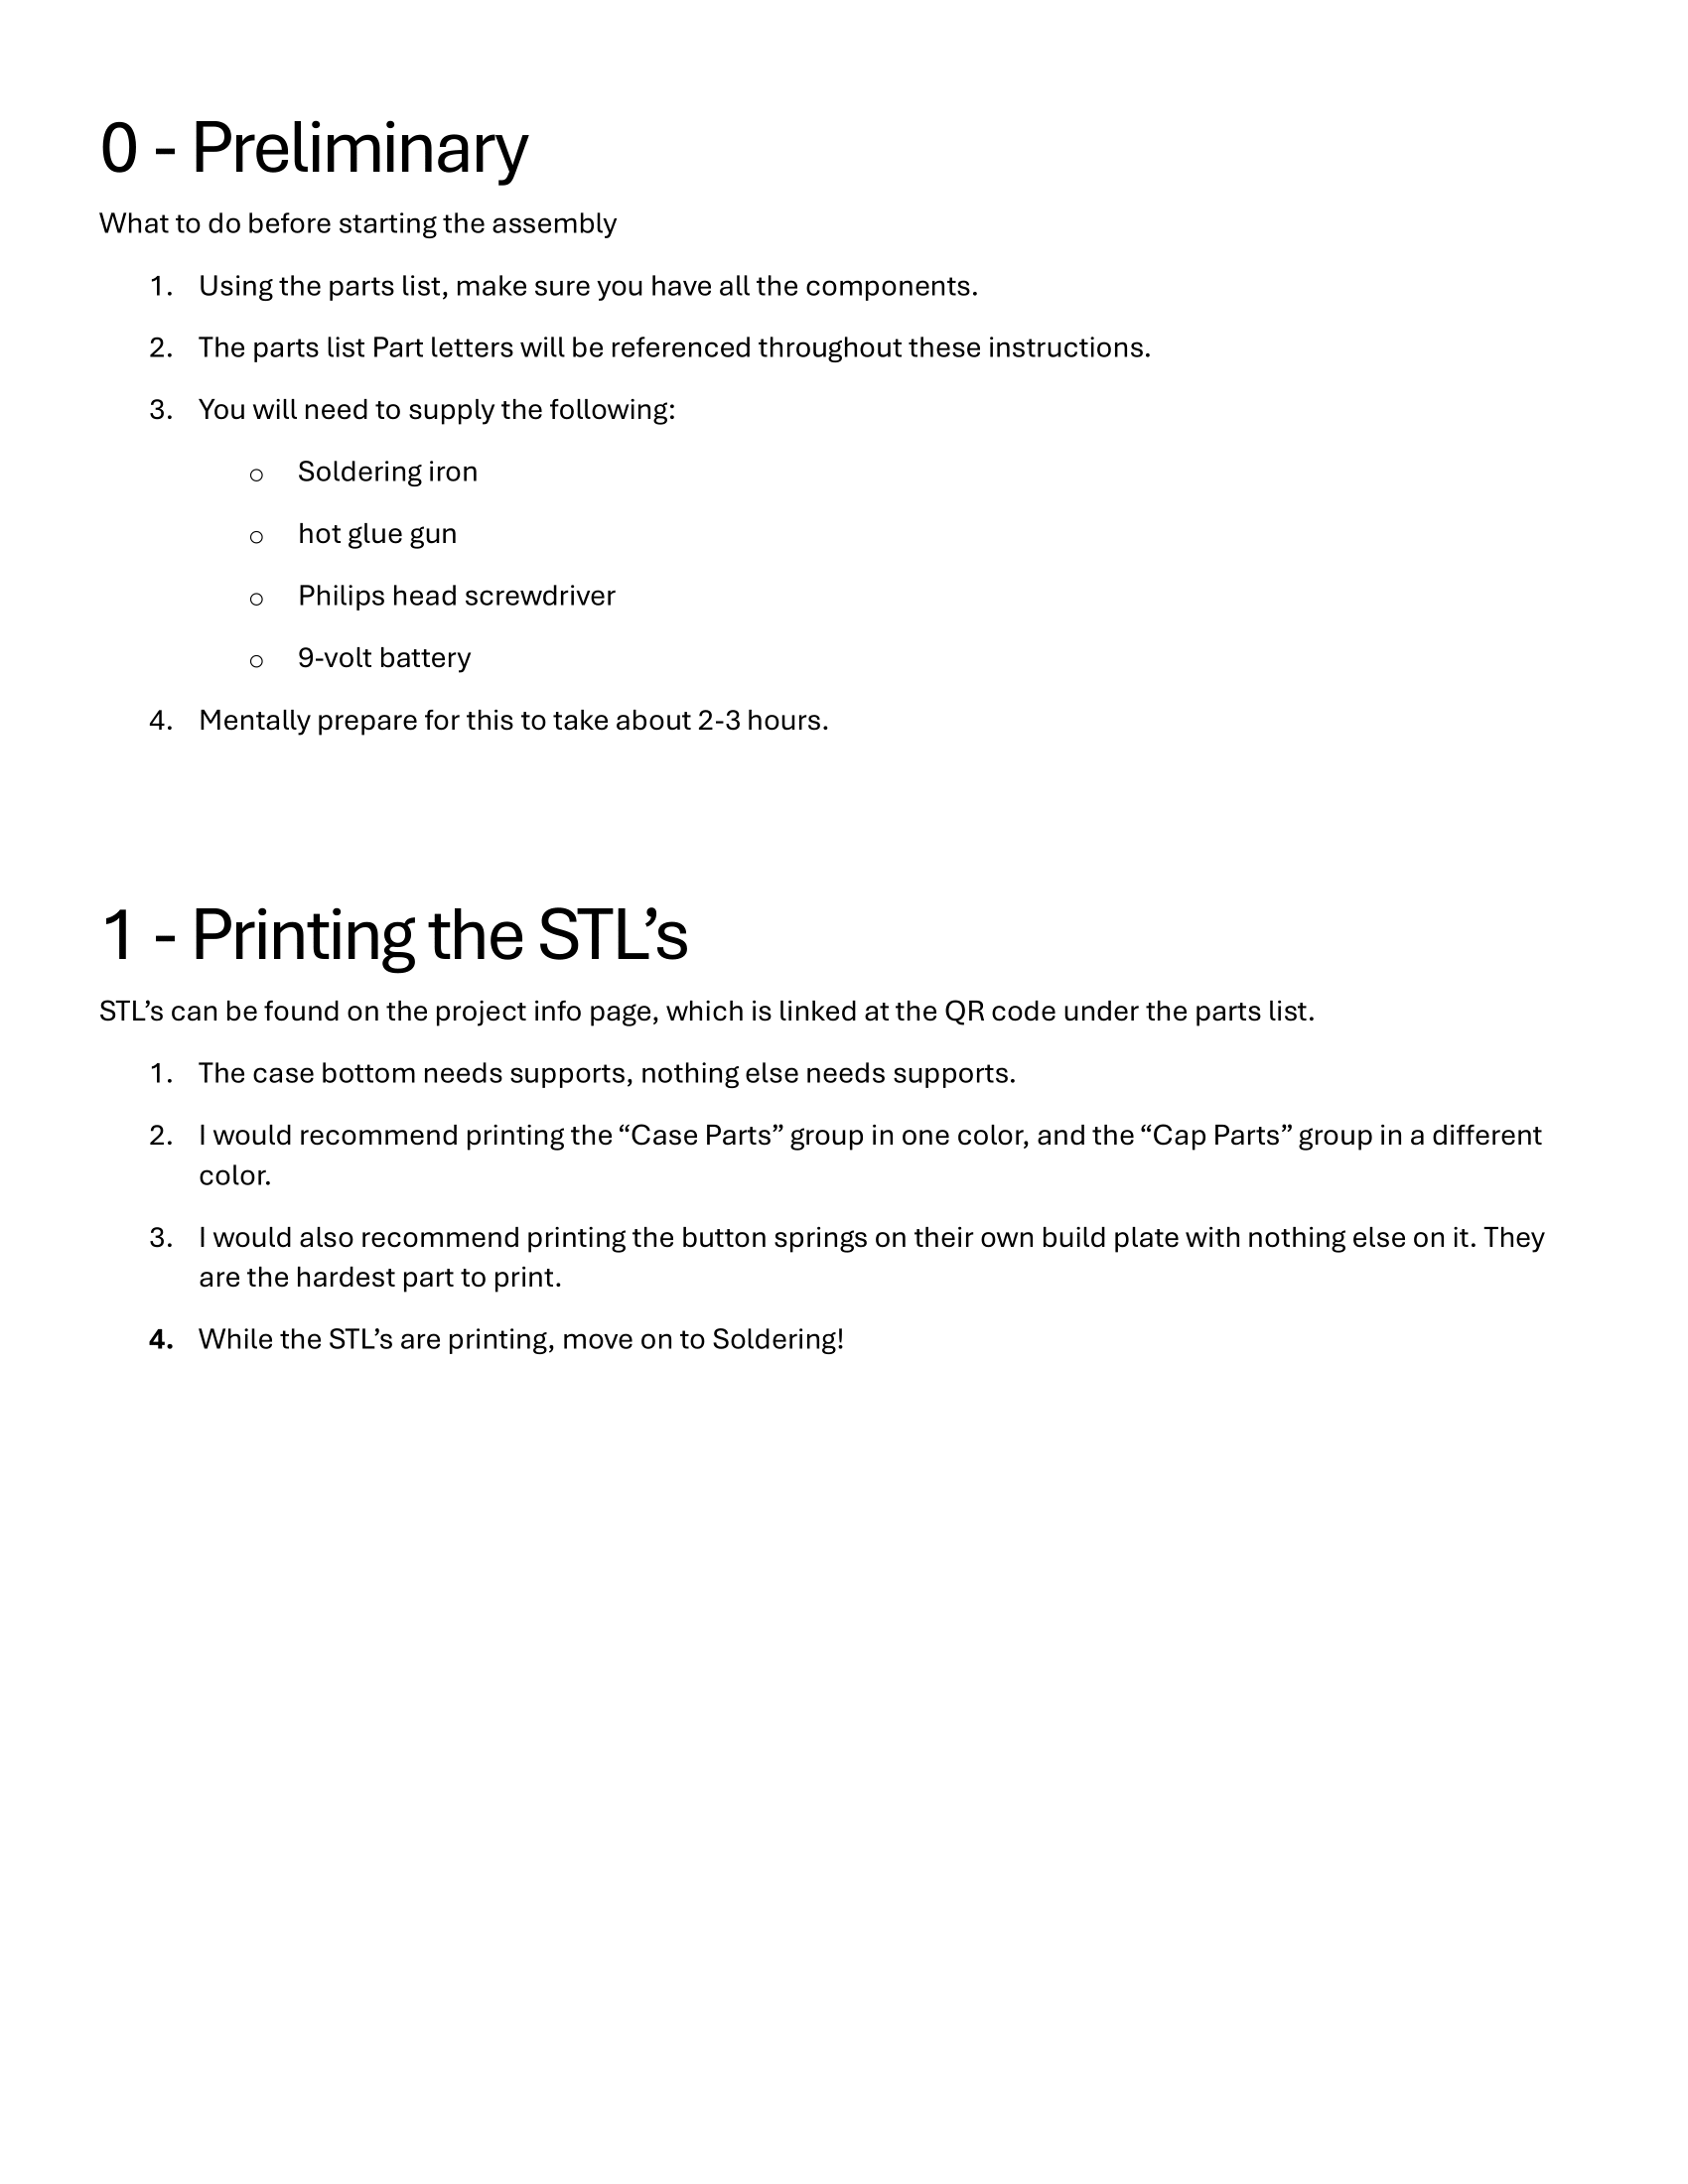 0 - Preliminary
What to do before starting the assembly
1. Using the parts list, make sure you have all the components.
2. The parts list Part letters will be referenced throughout these instructions.
3. You will need to supply the following:
o Soldering iron
o hot glue gun
o Philips head screwdriver
o 9-volt battery
4. Mentally prepare for this to take about 2-3 hours.
1 - Printing the STL’s
STL’s can be found on the project info page, which is linked at the QR code under the parts list.
1. The case bottom needs supports, nothing else needs supports.
2. I would recommend printing the “Case Parts” group in one color, and the “Cap Parts” group in a different
color.
3. I would also recommend printing the button springs on their own build plate with nothing else on it. They
are the hardest part to print.
4. While the STL’s are printing, move on to Soldering!